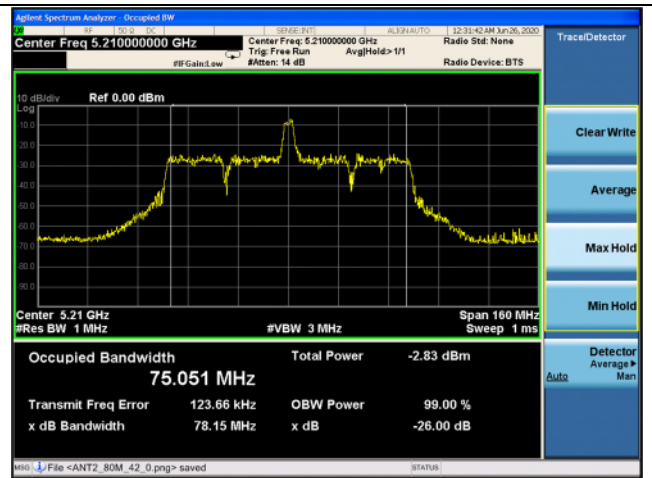 Agilent Spectrum Analyzer - Occupied BW
RF 50 Ω DC SENSE:INT ALIGN AUTO 12:31:42 AM Jun 26, 2020
Center Freq 5.210000000 GHz Center Freq: 5.210000000 GHz Radio Std: None Trace/Detector
Trig: Free Run Avg|Hold:> 1/1
#IFGain:Low #Atten: 14 dB Radio Device: BTS
10 dB/div Ref 0.00 dBm
Log
-10.0
-20.0
-30.0
-40.0
-50.0
-60.0
-70.0
-80.0
-90.0
Clear Write
Average
Max Hold
Min Hold
Center 5.21 GHz Span 160 MHz
#Res BW 1 MHz #VBW 3 MHz Sweep 1 ms
Occupied Bandwidth Total Power -2.83 dBm
75.051 MHz
Transmit Freq Error 123.66 kHz OBW Power 99.00 %
x dB Bandwidth 78.15 MHz x dB -26.00 dB
Detector
Average▶
Auto Man
MSG File <ANT2_80M_42_0.png> saved STATUS